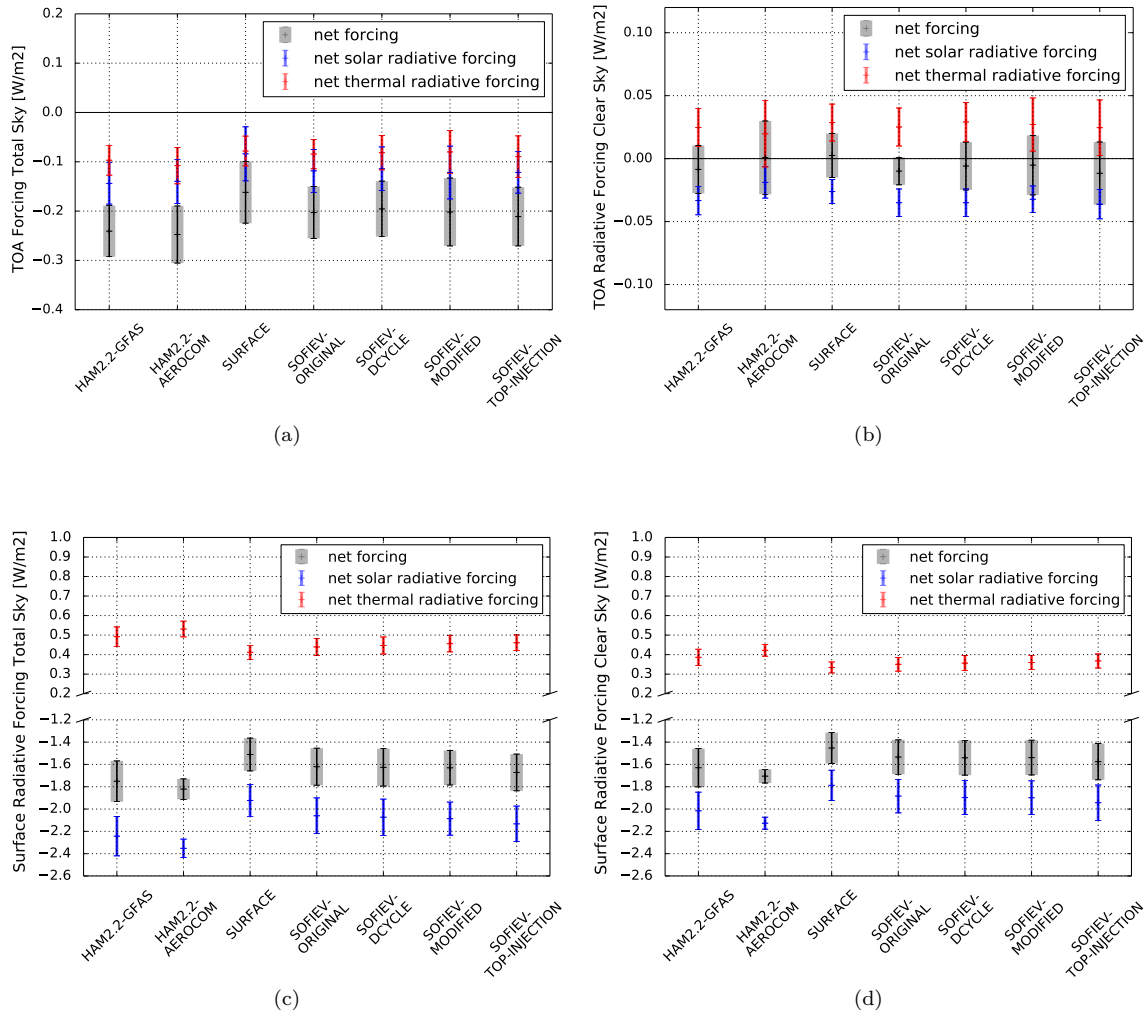 TOA Forcing Total Sky [W/m2]
0.2
0.1
0.0
−0.1
−0.2
−0.3
−0.4
net forcing
net solar radiative forcing
net thermal radiative forcing
HAM2.2-GFAS
HAM2.2-
AEROCOM
SURFACE
SOFIEV-
ORIGINAL
SOFIEV-
DCYCLE
SOFIEV-
MODIFIED
SOFIEV-
TOP-INJECTION
(a)
TOA Radiative Forcing Clear Sky [W/m2]
0.10
0.05
0.00
−0.05
−0.10
net forcing
net solar radiative forcing
net thermal radiative forcing
HAM2.2-GFAS
HAM2.2-
AEROCOM
SURFACE
SOFIEV-
ORIGINAL
SOFIEV-
DCYCLE
SOFIEV-
MODIFIED
SOFIEV-
TOP-INJECTION
(b)
Surface Radiative Forcing Total Sky [W/m2]
1.0
0.9
0.8
0.7
0.6
0.5
0.4
0.3
0.2
−1.2
−1.4
−1.6
−1.8
−2.0
−2.2
−2.4
−2.6
net forcing
net solar radiative forcing
net thermal radiative forcing
HAM2.2-GFAS
HAM2.2-
AEROCOM
SURFACE
SOFIEV-
ORIGINAL
SOFIEV-
DCYCLE
SOFIEV-
MODIFIED
SOFIEV-
TOP-INJECTION
(c)
Surface Radiative Forcing Clear Sky [W/m2]
1.0
0.9
0.8
0.7
0.6
0.5
0.4
0.3
0.2
−1.2
−1.4
−1.6
−1.8
−2.0
−2.2
−2.4
−2.6
net forcing
net solar radiative forcing
net thermal radiative forcing
HAM2.2-GFAS
HAM2.2-
AEROCOM
SURFACE
SOFIEV-
ORIGINAL
SOFIEV-
DCYCLE
SOFIEV-
MODIFIED
SOFIEV-
TOP-INJECTION
(d)